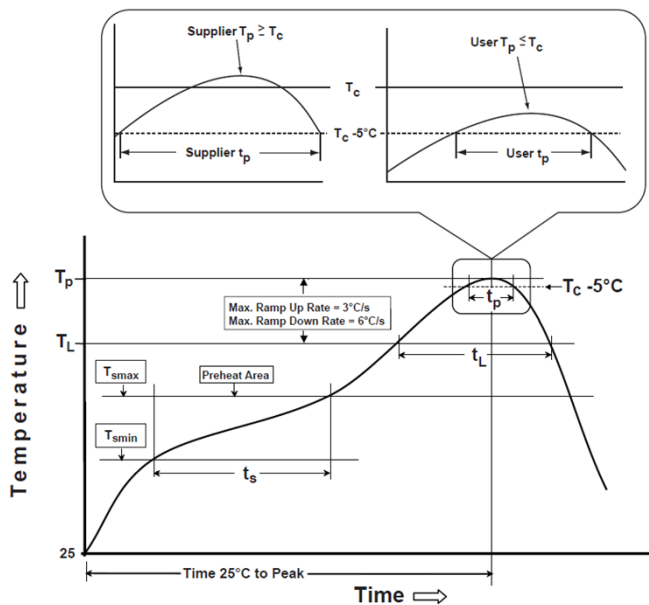 Supplier Tp ≥ Tc
User Tp ≤ Tc
Tc
Tc -5°C
Supplier tp
User tp
Tp
Tc -5°C
tp
Max. Ramp Up Rate = 3°C/s
Max. Ramp Down Rate = 6°C/s
TL
tL
Tsmax
Preheat Area
Tsmin
ts
Temperature
25
Time 25°C to Peak
Time